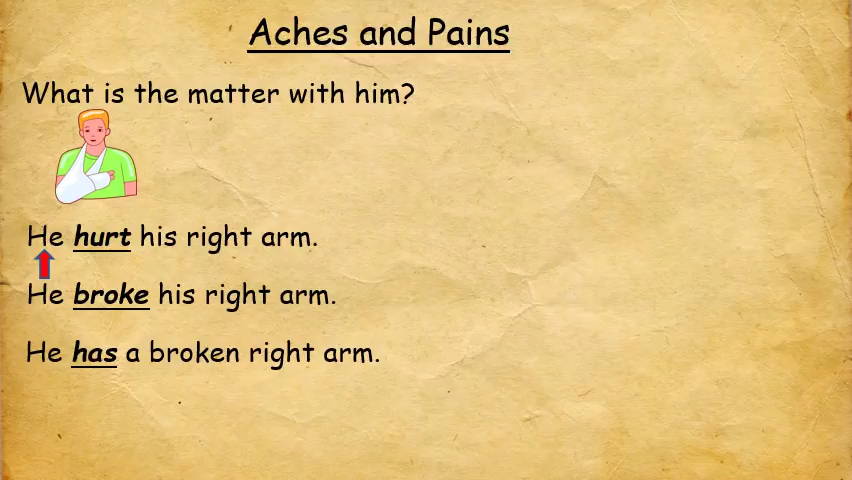 Aches and Pains
What is the matter with him?
He hurt his right arm.
He broke his right arm.
He has a broken right arm.